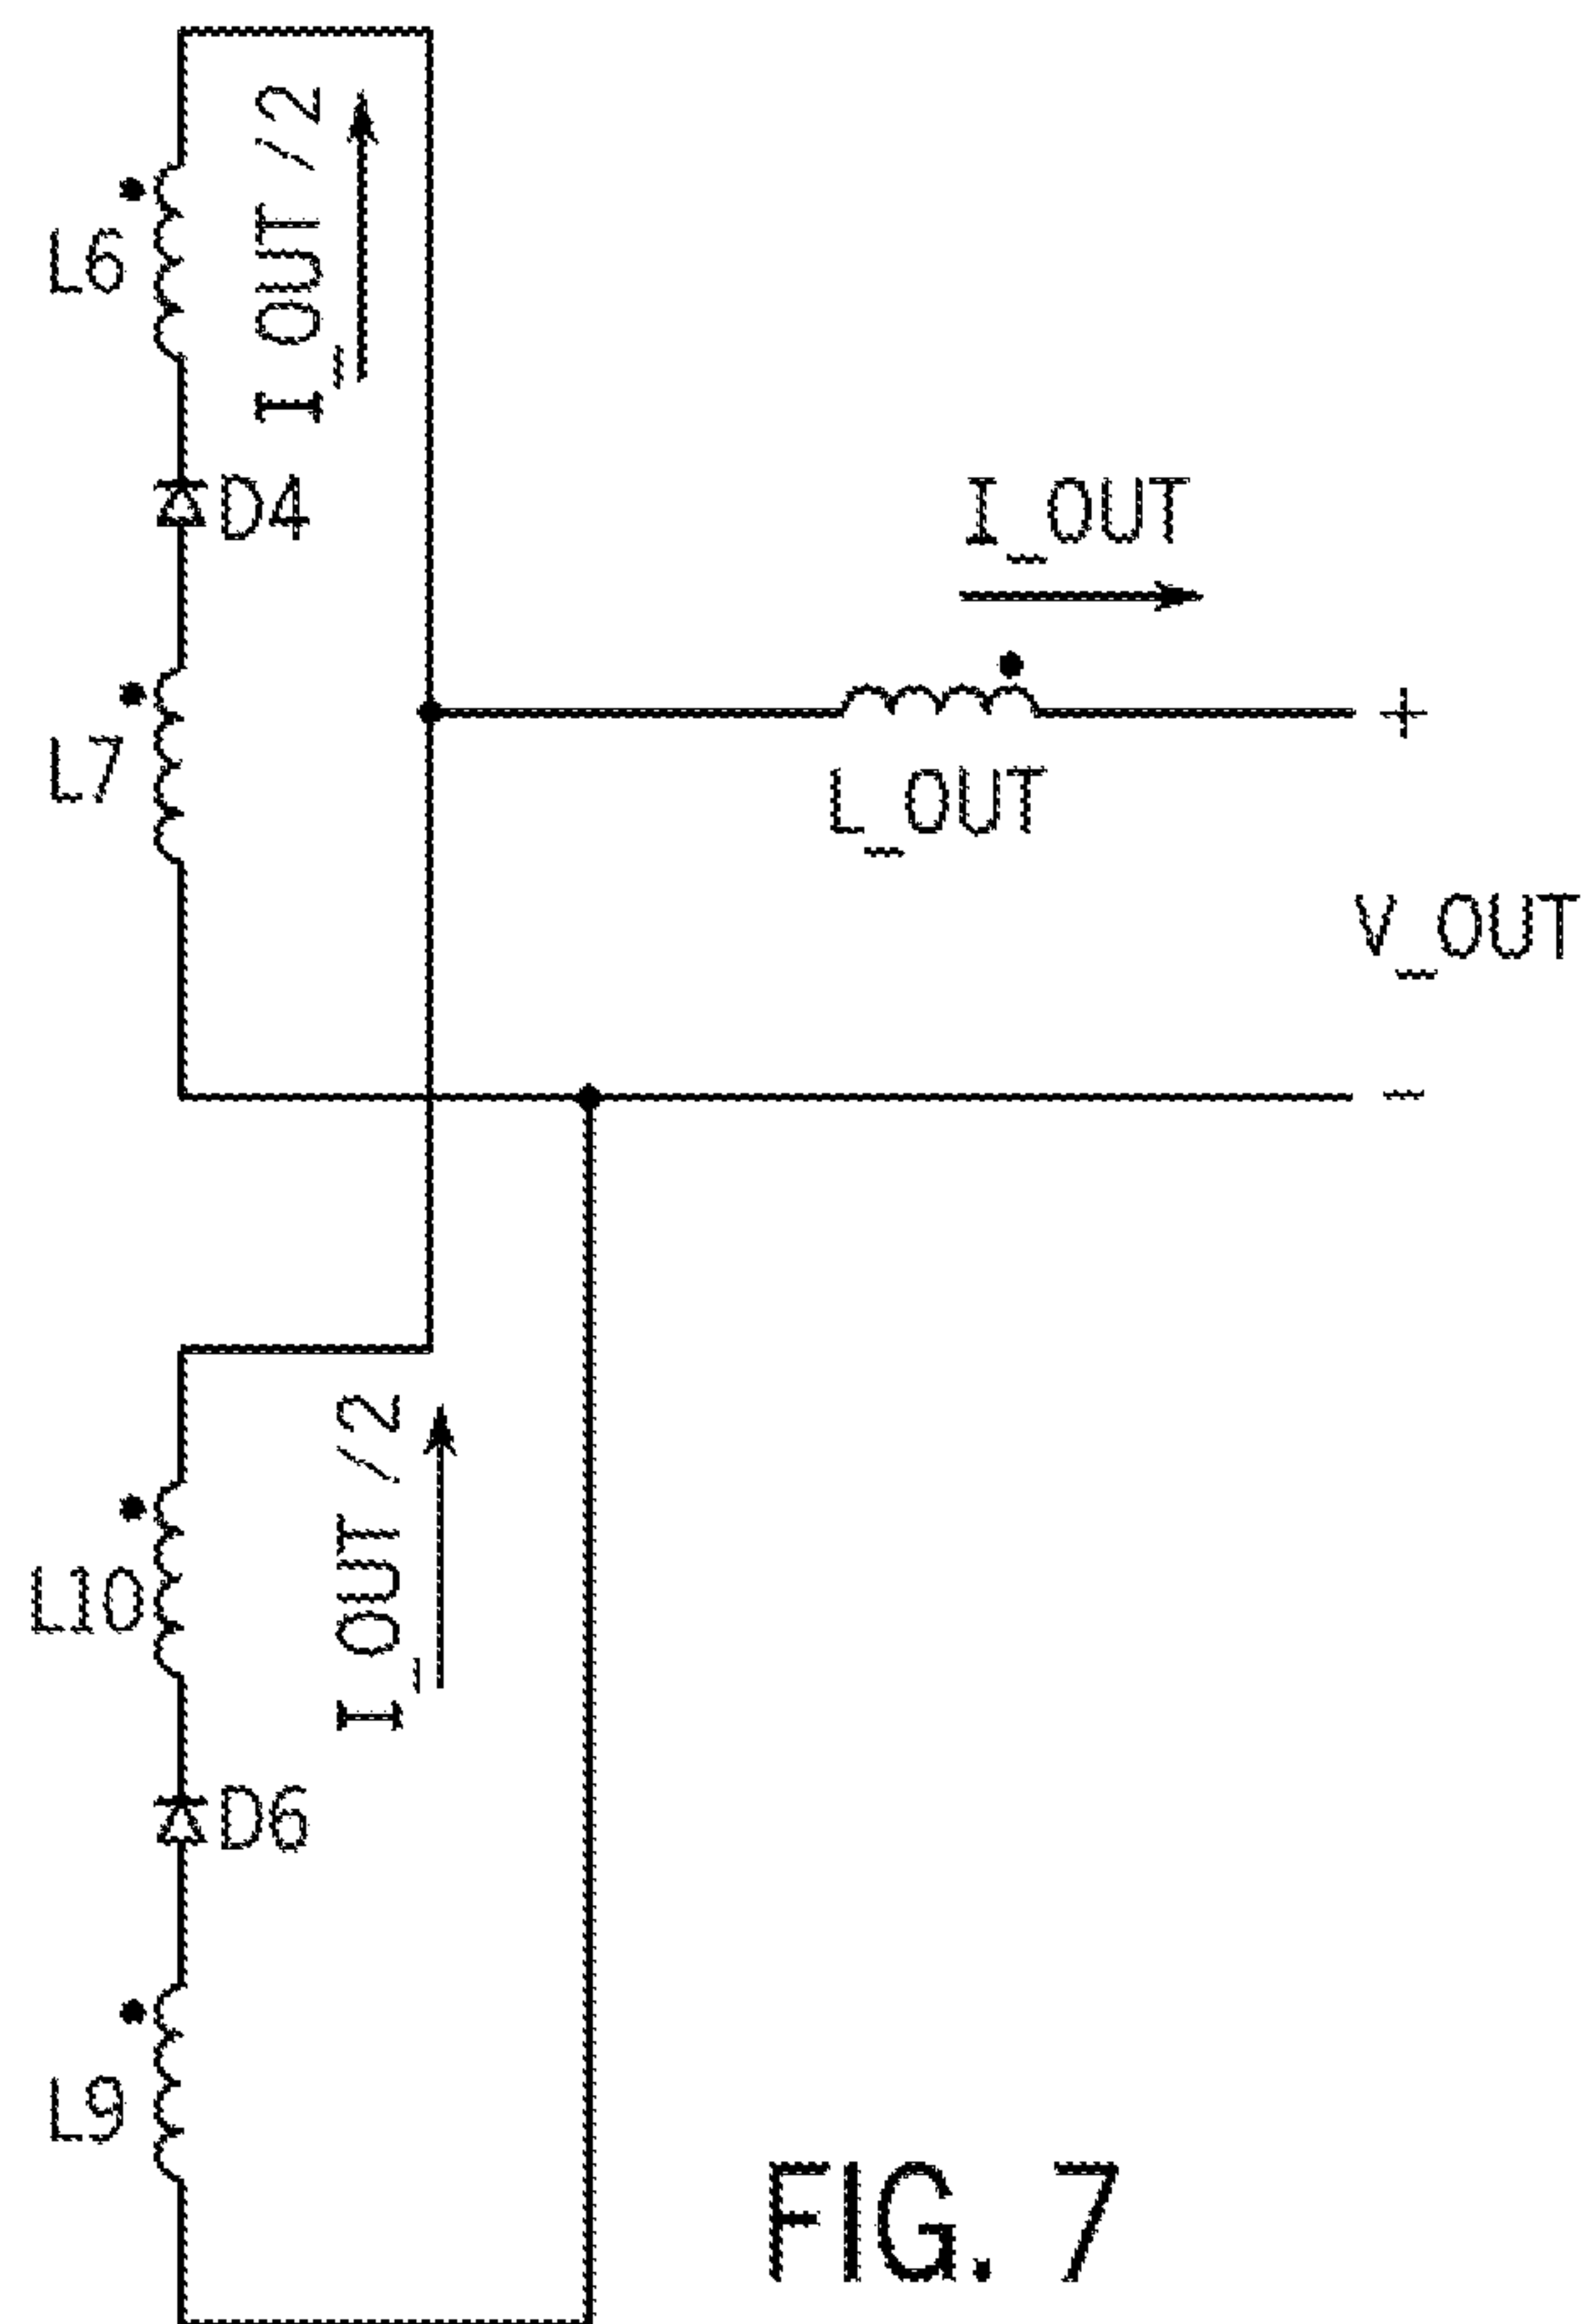 I_OUT /2
L6
D4
I_OUT
L7
L_OUT
+
V_OUT
-
I_OUT /2
L10
D6
L9
FIG. 7